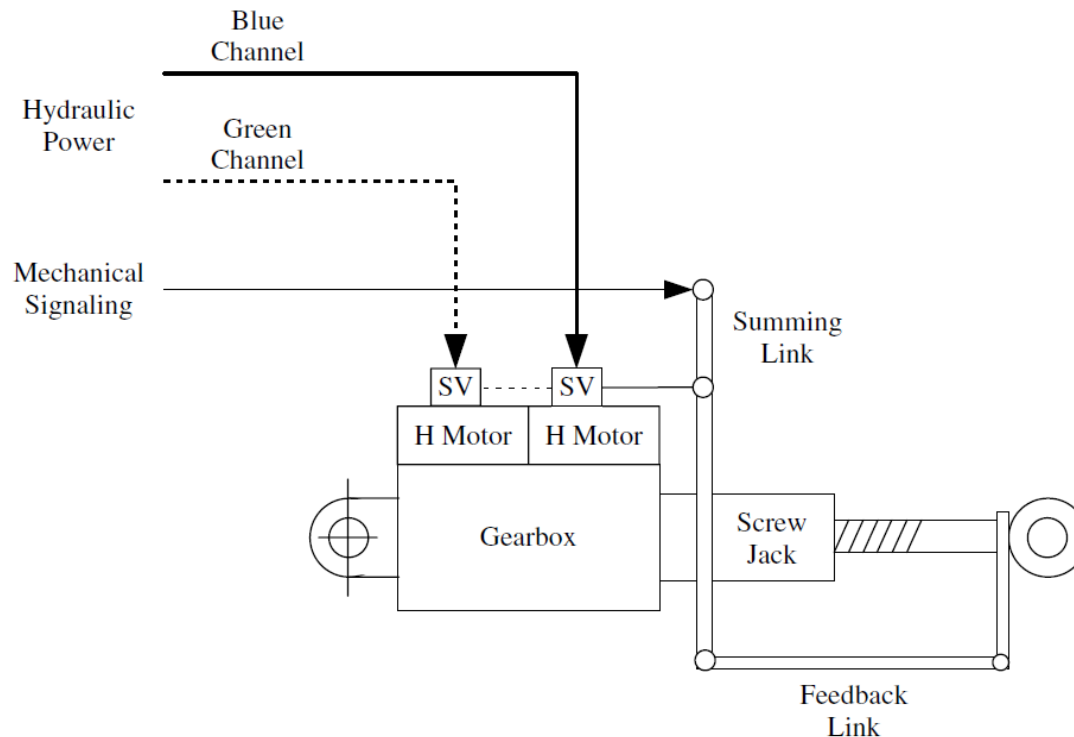 Blue
Channel
Hydraulic
Power
Green
Channel
Mechanical
Signaling
Summing
Link
SV
SV
H Motor
H Motor
Gearbox
Screw
Jack
Feedback
Link